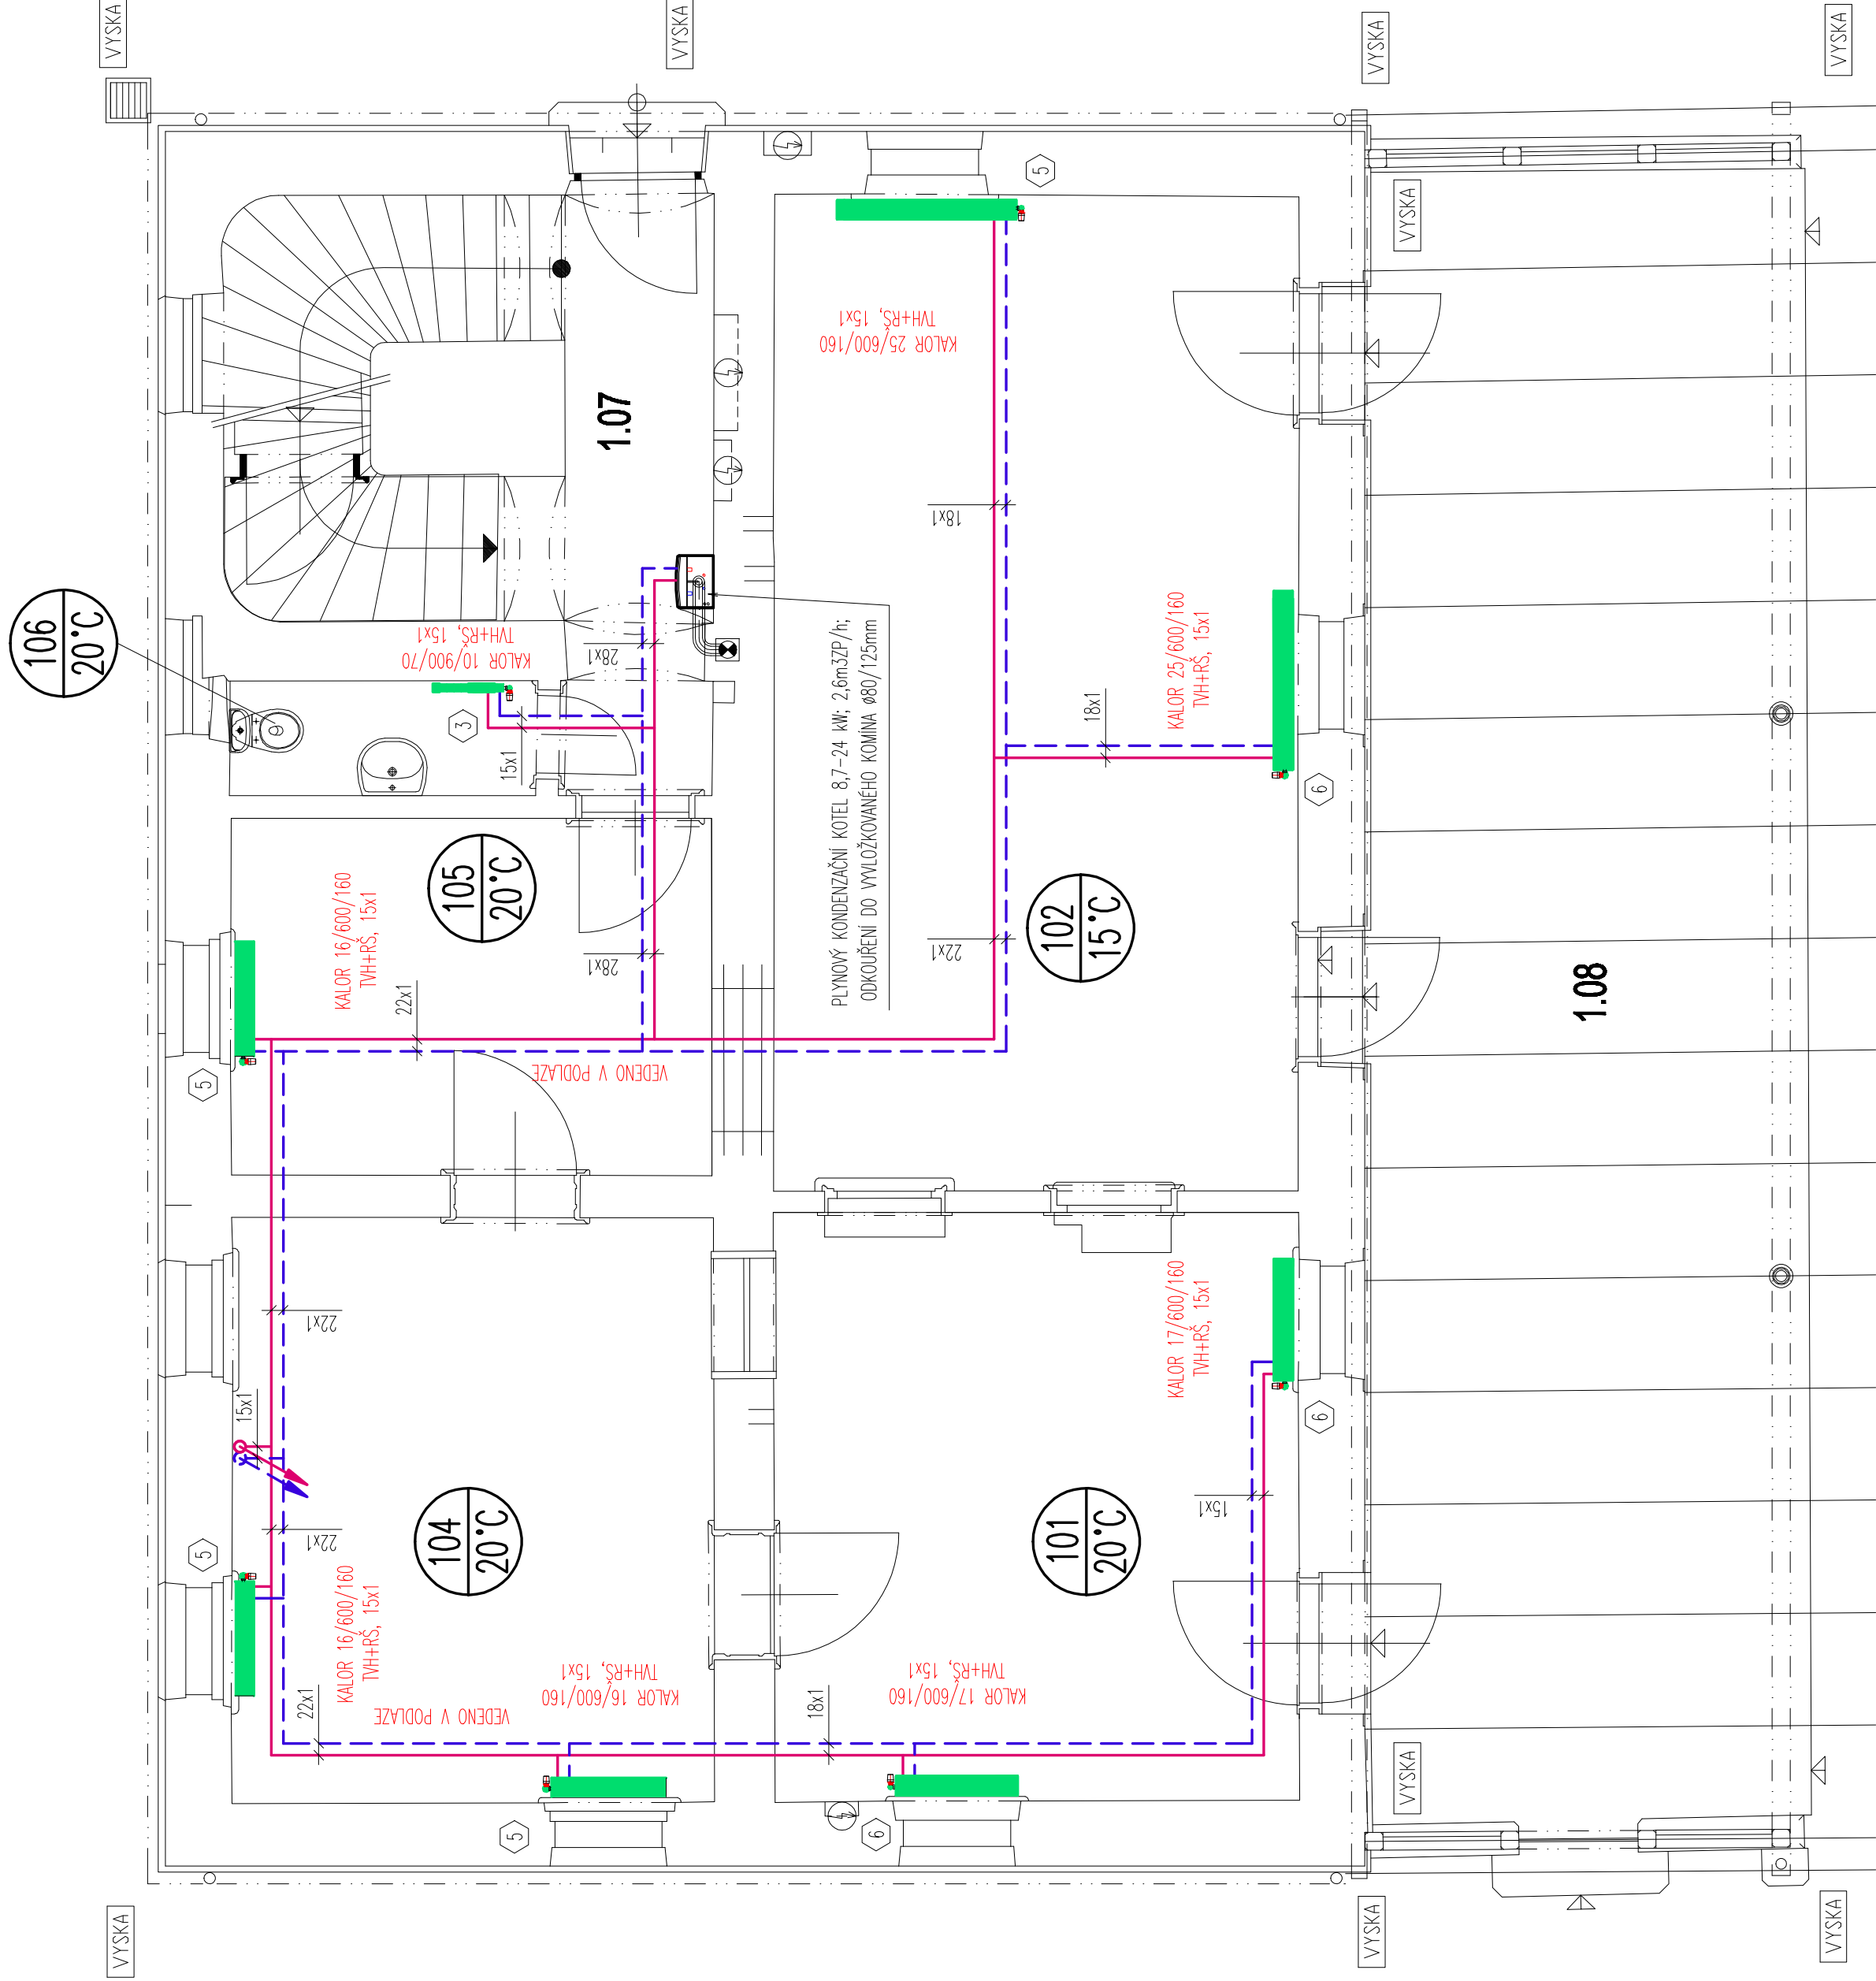 VYSKA
VYSKA
VYSKA
VYSKA
VYSKA
5
KALOR 25/600/160
TVH+RŠ, 15x1
1.07
18x1
106
20°C
KALOR 10/900/70
TVH+RŠ, 15x1
28x1
3
15x1
PLYNOVÝ KONDENZAČNÍ KOTEL 8,7-24 kW; 2,6m3ZP/h;
ODKOUŘENÍ DO VYVLOŽKOVANÉHO KOMÍNA ø80/125mm
KALOR 25/600/160
TVH+RŠ, 15x1
18x1
6
105
20°C
KALOR 16/600/160
TVH+RŠ, 15x1
22x1
28x1
22x1
102
15°C
1.08
5
VEDENO V PODLAZE
22x1
15x1
KALOR 17/600/160
TVH+RŠ, 15x1
6
5
22x1
104
20°C
101
20°C
15x1
KALOR 16/600/160
TVH+RŠ, 15x1
22x1
VEDENO V PODLAZE
KALOR 16/600/160
TVH+RŠ, 15x1
18x1
KALOR 17/600/160
TVH+RŠ, 15x1
5
6
VYSKA
VYSKA
VYSKA
VYSKA